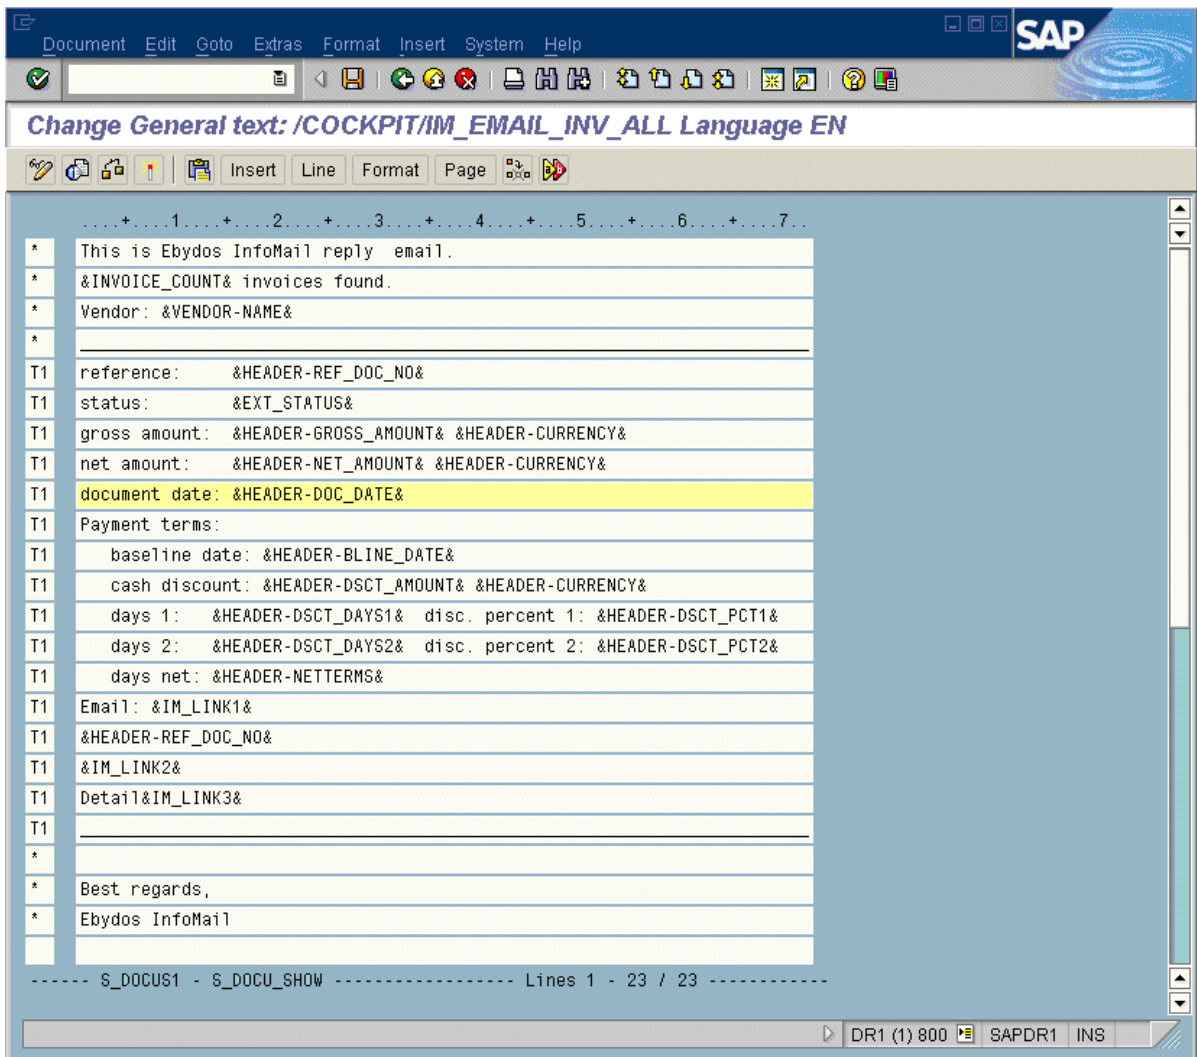 Document Edit Goto Extras Format Insert System Help
SAP
Change General text: /COCKPIT/IM_EMAIL_INV_ALL Language EN
Insert Line Format Page
....+....1....+....2....+....3....+....4....+....5....+....6....+....7..
* This is Ebydos InfoMail reply  email.
* &INVOICE_COUNT& invoices found.
* Vendor: &VENDOR-NAME&
* ________________________________________________________________________
T1 reference:     &HEADER-REF_DOC_NO&
T1 status:        &EXT_STATUS&
T1 gross amount:  &HEADER-GROSS_AMOUNT& &HEADER-CURRENCY&
T1 net amount:    &HEADER-NET_AMOUNT& &HEADER-CURRENCY&
T1 document date: &HEADER-DOC_DATE&
T1 Payment terms:
T1    baseline date: &HEADER-BLINE_DATE&
T1    cash discount: &HEADER-DSCT_AMOUNT& &HEADER-CURRENCY&
T1    days 1:   &HEADER-DSCT_DAYS1&  disc. percent 1: &HEADER-DSCT_PCT1&
T1    days 2:   &HEADER-DSCT_DAYS2&  disc. percent 2: &HEADER-DSCT_PCT2&
T1    days net: &HEADER-NETTERMS&
T1 Email: &IM_LINK1&
T1 &HEADER-REF_DOC_NO&
T1 &IM_LINK2&
T1 Detail&IM_LINK3&
T1 ________________________________________________________________________
*
* Best regards,
* Ebydos InfoMail
------ S_DOCUS1 - S_DOCU_SHOW ------------------ Lines 1 - 23 / 23 ------------
DR1 (1) 800 SAPDR1 INS